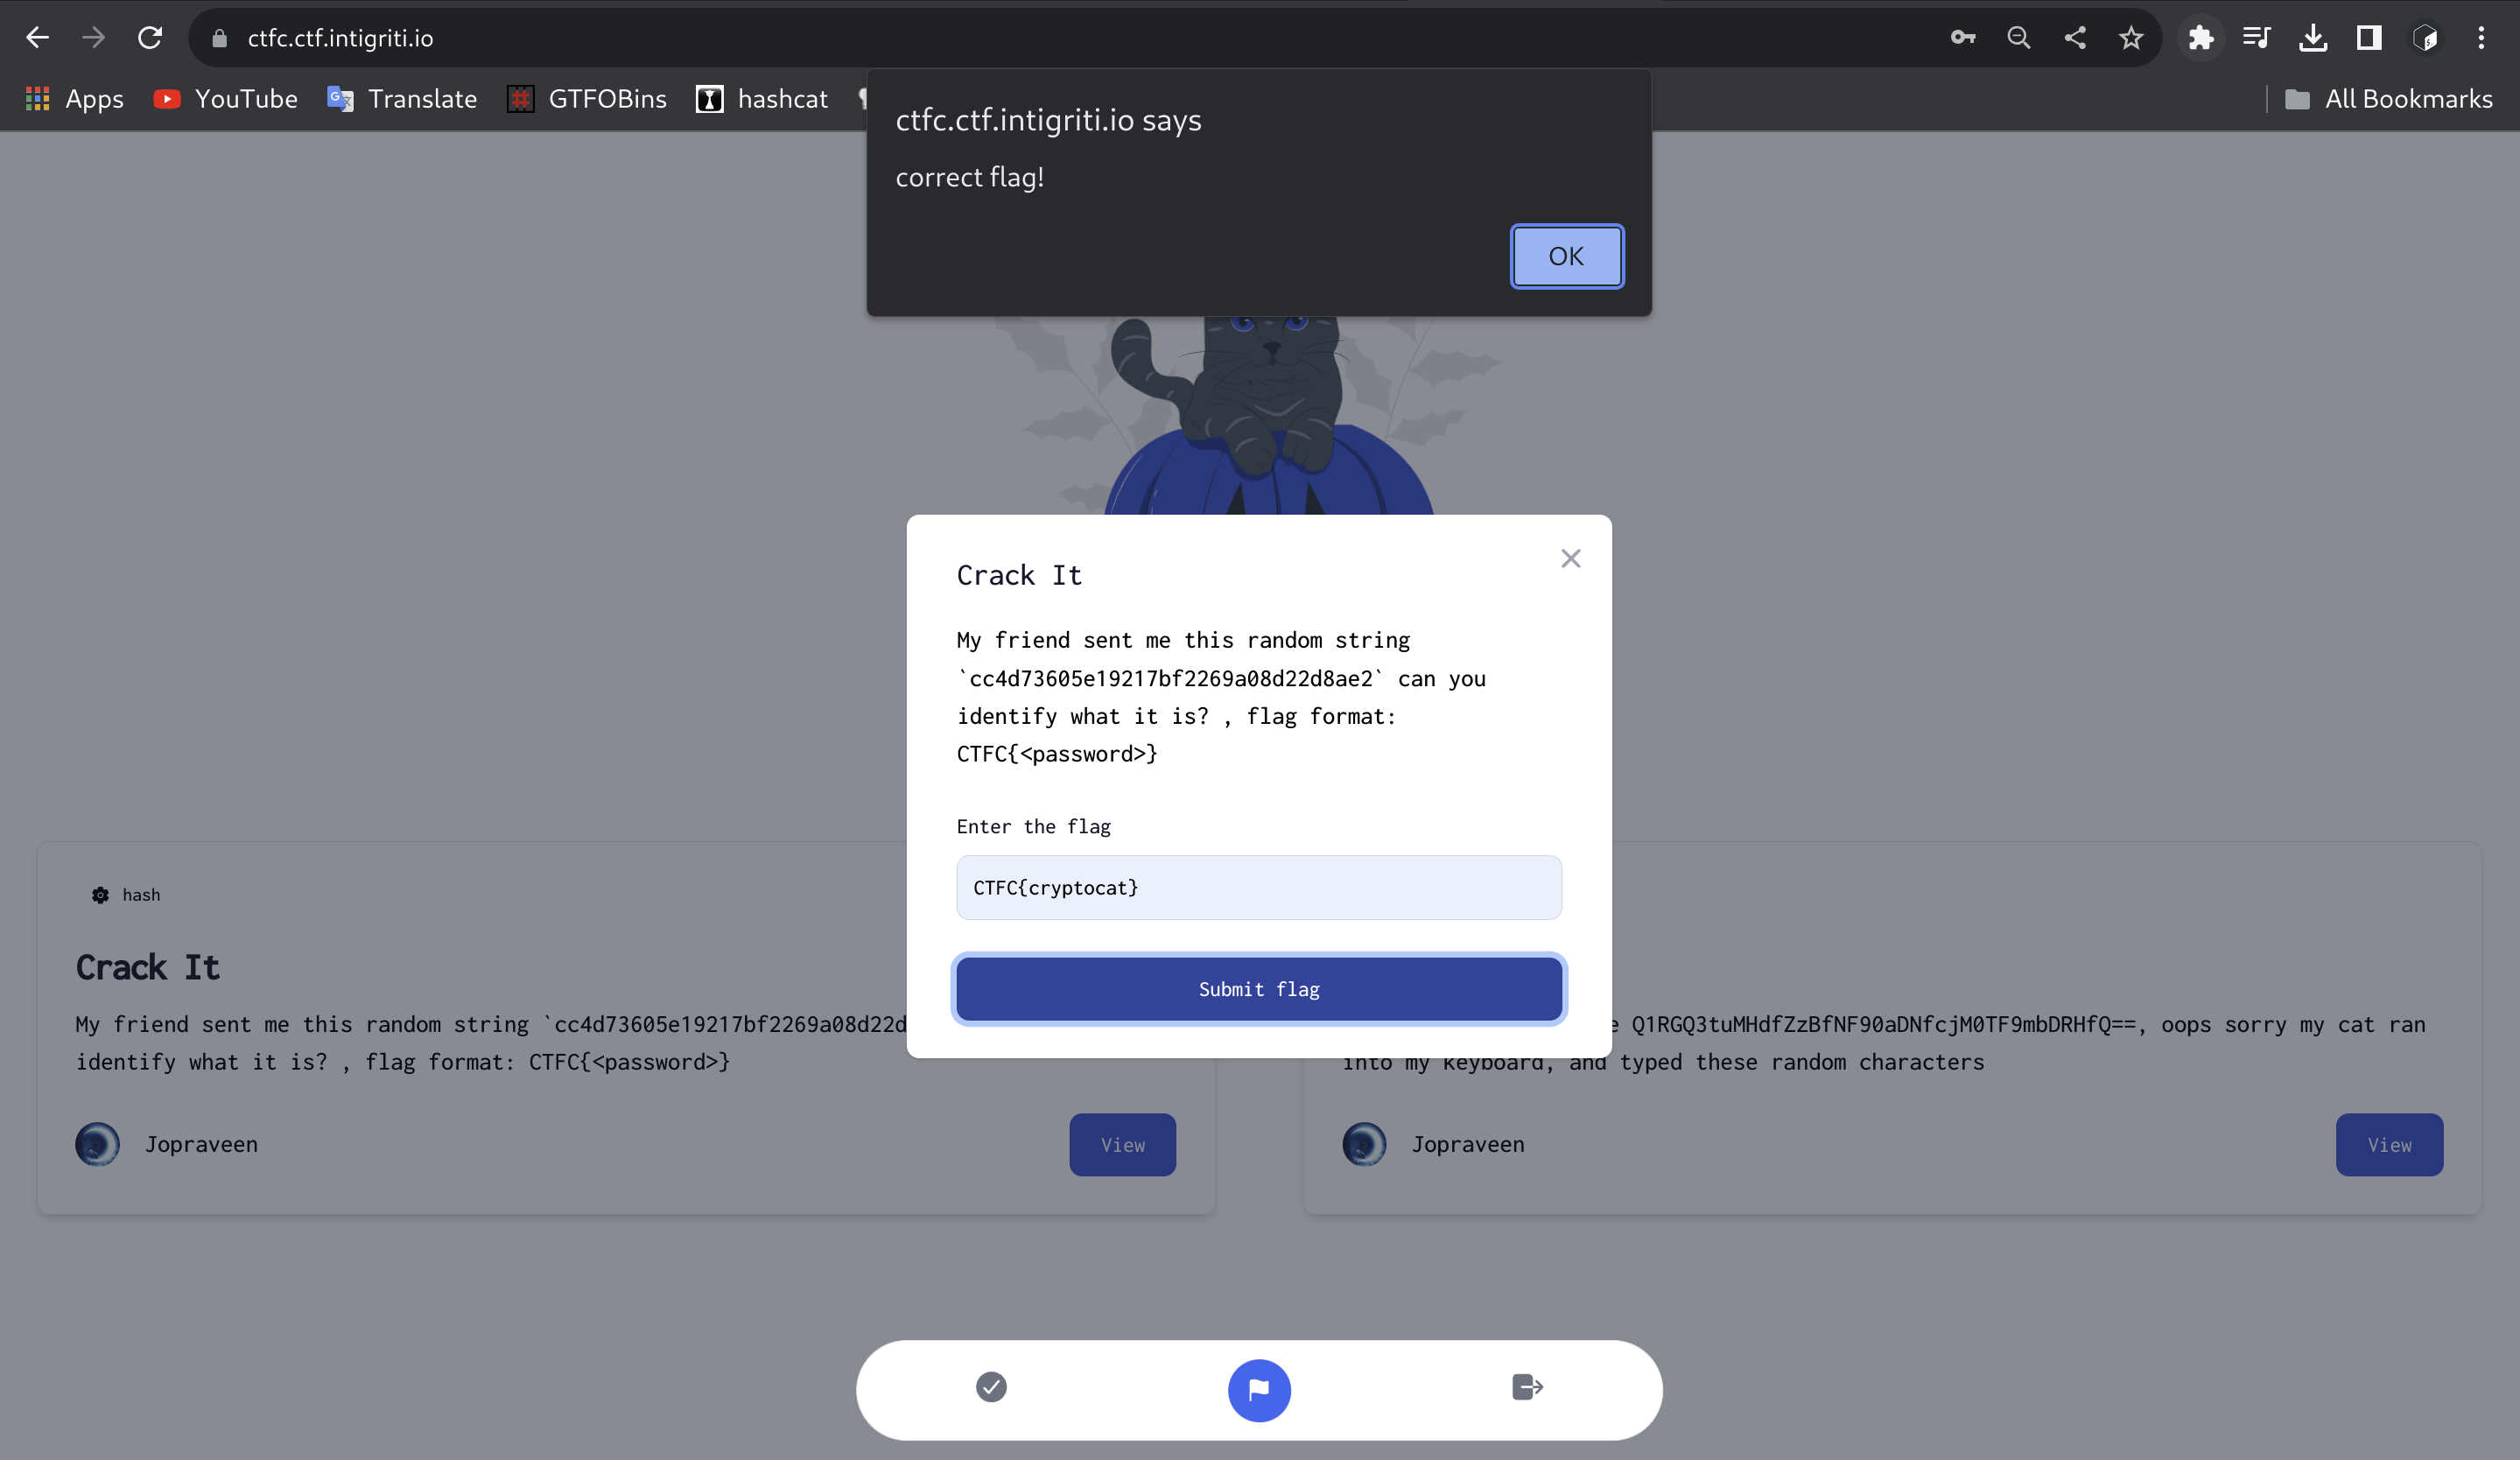 ctfc.ctf.intigriti.io
Apps YouTube Translate GTFOBins hashcat All Bookmarks
ctfc.ctf.intigriti.io says
correct flag!
OK
Crack It
My friend sent me this random string
`cc4d73605e19217bf2269a08d22d8ae2` can you
identify what it is? , flag format:
CTFC{<password>}
Enter the flag
CTFC{cryptocat}
Submit flag
hash
Crack It
My friend sent me this random string `cc4d73605e19217bf2269a08d22d
identify what it is? , flag format: CTFC{<password>}
Jopraveen
View
e Q1RGQ3tuMHdfZzBfNF90aDNfcjM0TF9mbDRHfQ==, oops sorry my cat ran
into my keyboard, and typed these random characters
Jopraveen
View